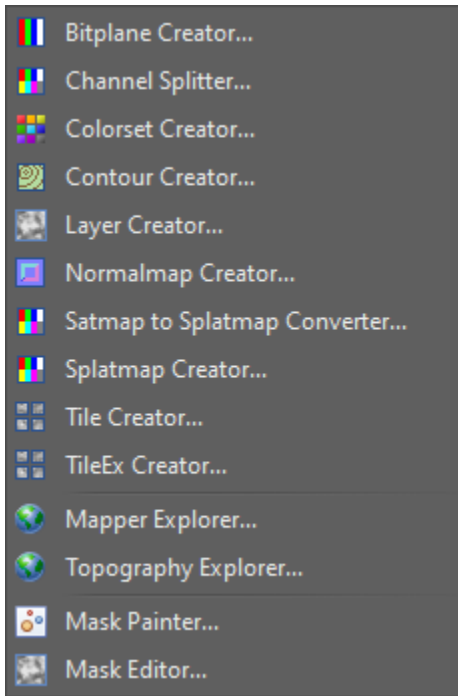 Bitplane Creator...
Channel Splitter...
Colorset Creator...
Contour Creator...
Layer Creator...
Normalmap Creator...
Satmap to Splatmap Converter...
Splatmap Creator...
Tile Creator...
TileEx Creator...
Mapper Explorer...
Topography Explorer...
Mask Painter...
Mask Editor...